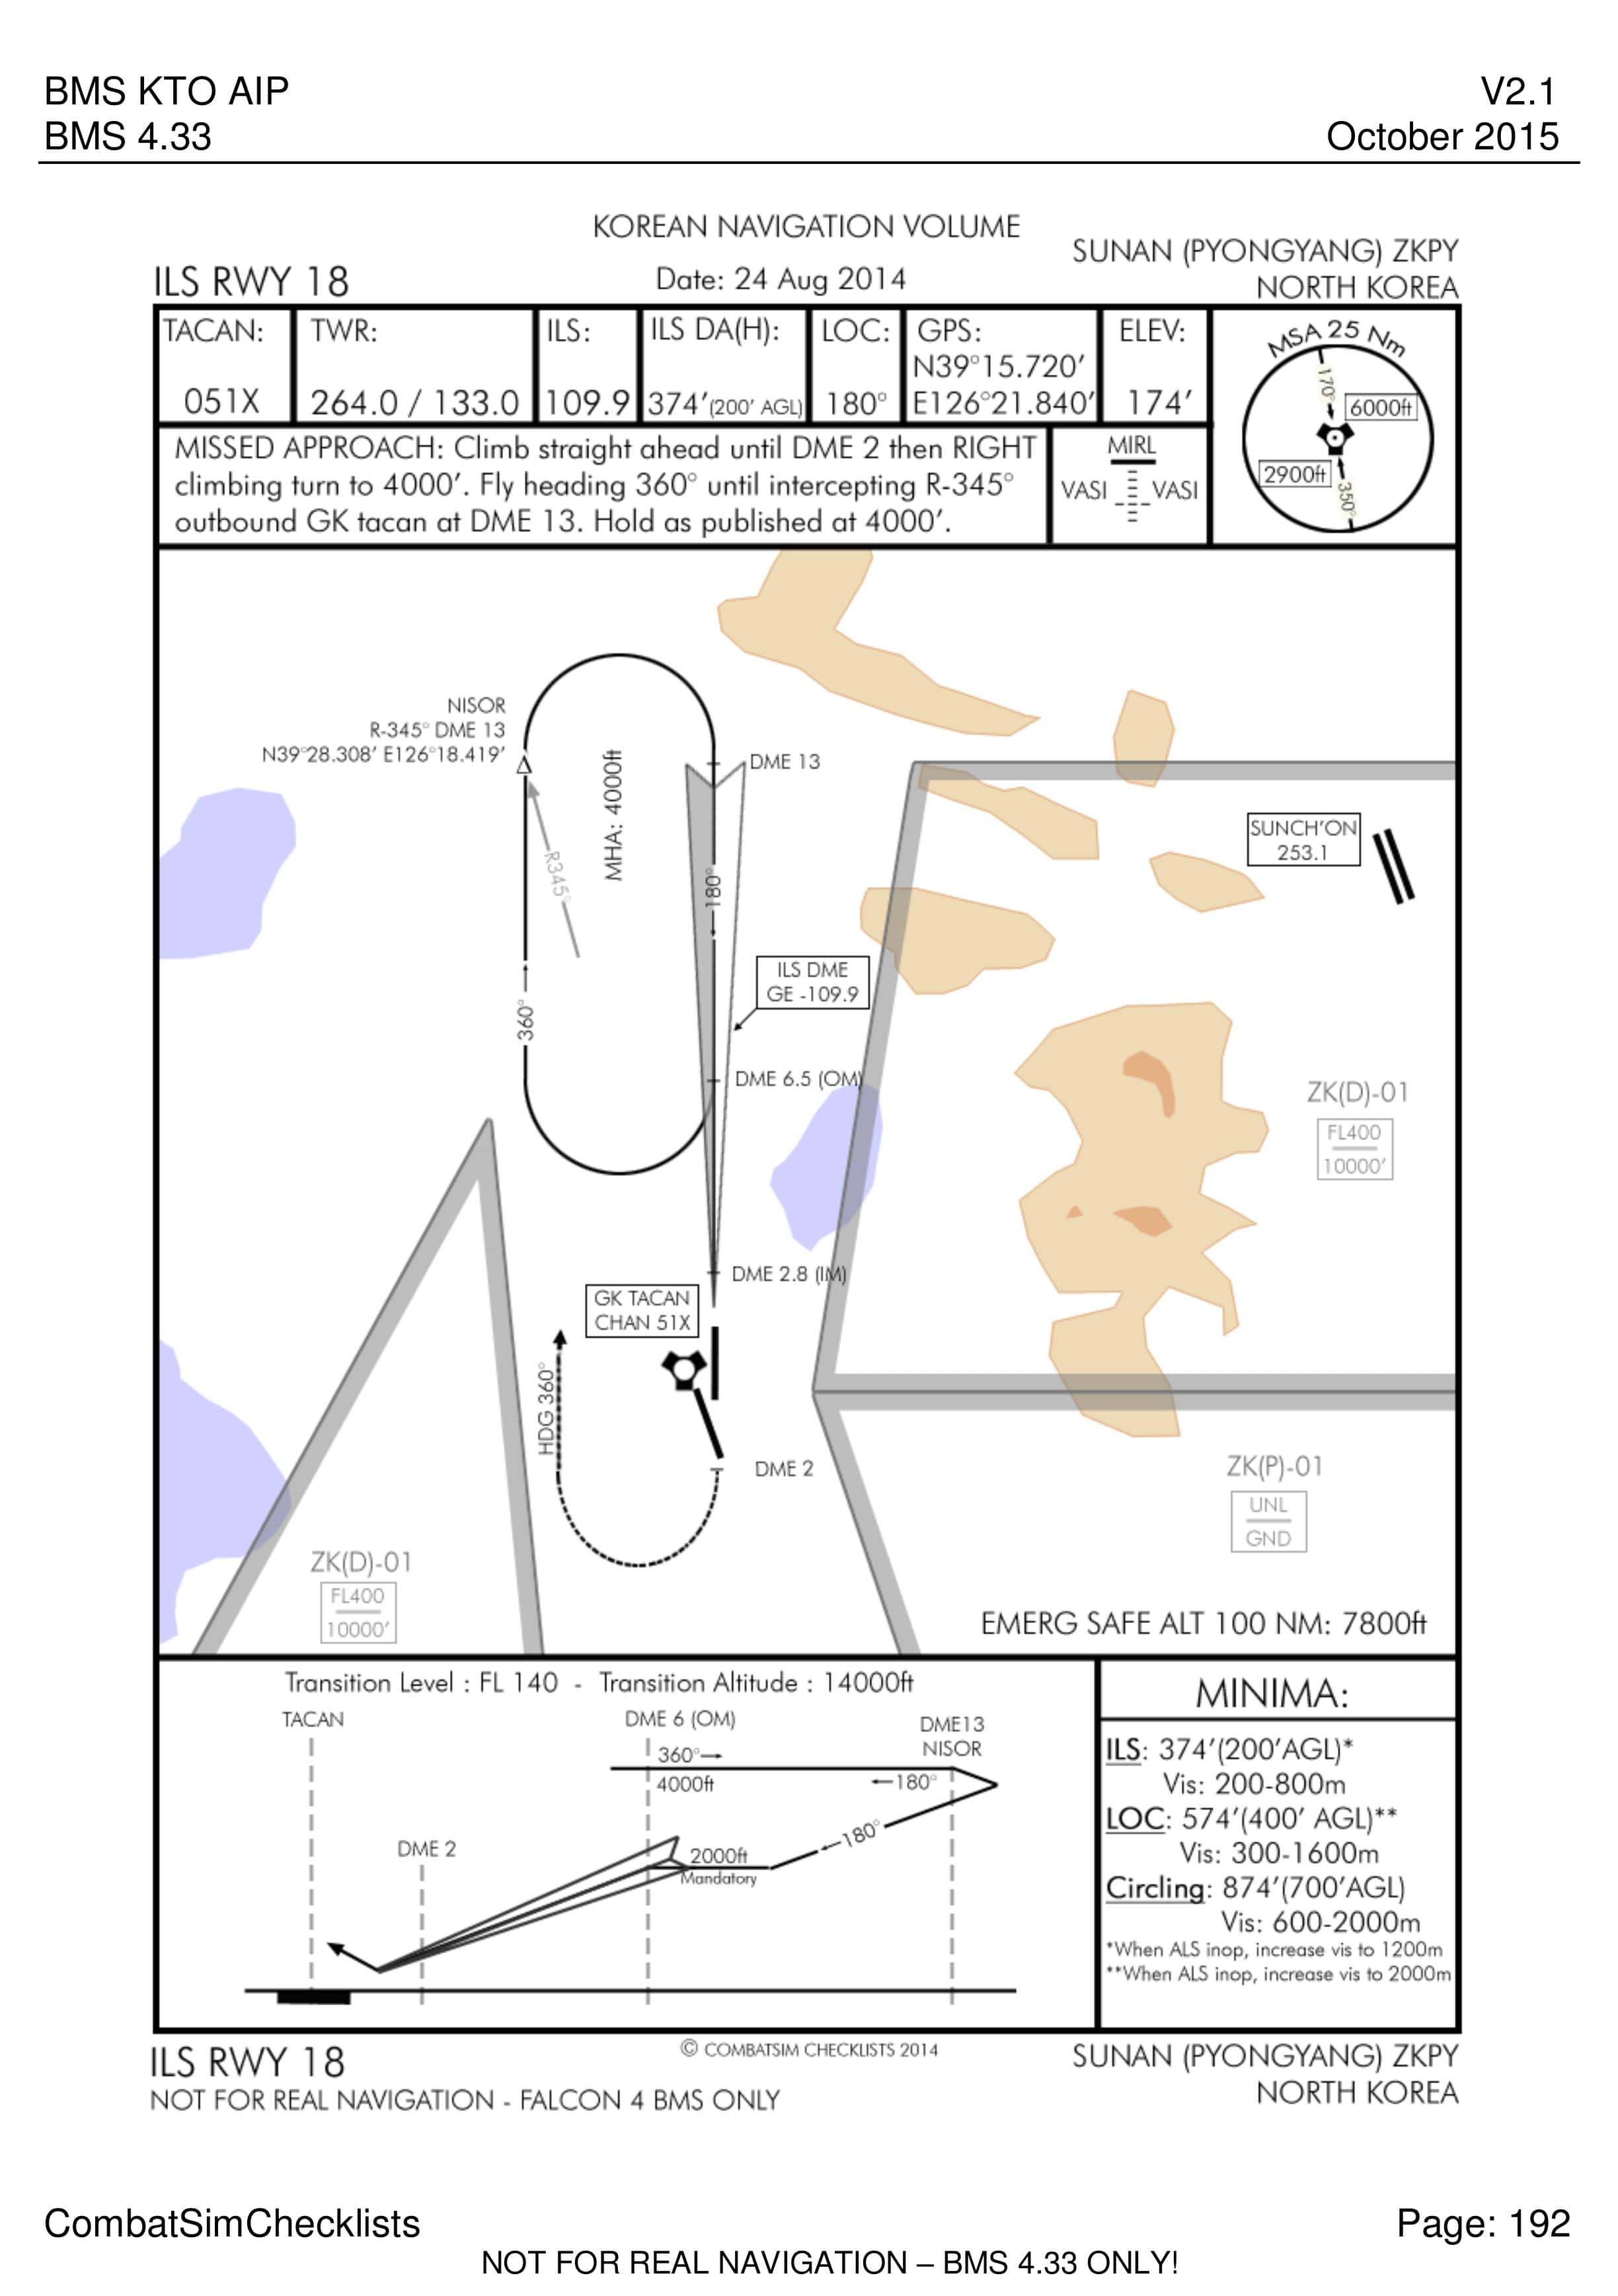 BMS KTO AIP
V2.1
BMS 4.33
October 2015
KOREAN NAVIGATION VOLUME
SUNAN (PYONGYANG) ZKPY
ILS RWY 18
Date: 24 Aug 2014
NORTH KOREA
TACAN:
051X
TWR:
264.0 / 133.0
ILS:
109.9
ILS DA(H):
374'(200' AGL)
LOC:
180°
GPS:
N39°15.720'
E126°21.840'
ELEV:
174'
MSA 25 Nm
170°
6000ft
2900ft
350°
MISSED APPROACH: Climb straight ahead until DME 2 then RIGHT
climbing turn to 4000'. Fly heading 360° until intercepting R-345°
outbound GK tacan at DME 13. Hold as published at 4000'.
MIRL
VASI
VASI
NISOR
R-345° DME 13
N39°28.308' E126°18.419'
MHA: 4000ft
DME 13
R345°
180°
SUNCH'ON
253.1
ILS DME
GE -109.9
360°
DME 6.5 (OM)
ZK(D)-01
FL400
10000'
DME 2.8 (IM)
GK TACAN
CHAN 51X
HDG 360°
DME 2
ZK(P)-01
UNL
GND
ZK(D)-01
FL400
10000'
EMERG SAFE ALT 100 NM: 7800ft
Transition Level : FL 140 - Transition Altitude : 14000ft
TACAN
DME 6 (OM)
DME13
NISOR
360°
4000ft
180°
180°
DME 2
2000ft
Mandatory
MINIMA:
ILS: 374'(200'AGL)*
Vis: 200-800m
LOC: 574'(400' AGL)**
Vis: 300-1600m
Circling: 874'(700'AGL)
Vis: 600-2000m
*When ALS inop, increase vis to 1200m
**When ALS inop, increase vis to 2000m
ILS RWY 18
© COMBATSIM CHECKLISTS 2014
SUNAN (PYONGYANG) ZKPY
NOT FOR REAL NAVIGATION - FALCON 4 BMS ONLY
NORTH KOREA
CombatSimChecklists
Page: 192
NOT FOR REAL NAVIGATION – BMS 4.33 ONLY!